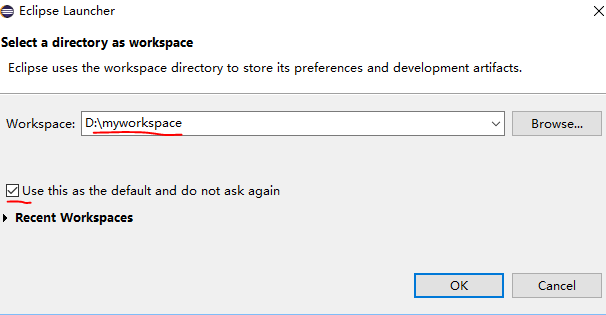 Eclipse Launcher
Select a directory as workspace
Eclipse uses the workspace directory to store its preferences and development artifacts.
Workspace: D:\myworkspace Browse...
Use this as the default and do not ask again
Recent Workspaces
OK Cancel